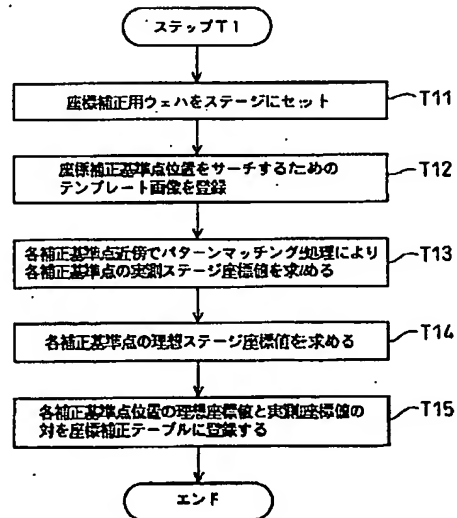 ステップT1
座標補正用ウェハをステージにセット
T11
座標補正基準点位置をサーチするための
テンプレート画像を登録
T12
各補正基準点近傍でパターンマッチング処理により
各補正基準点の実測ステージ座標値を求める
T13
各補正基準点の理想ステージ座標値を求める
T14
各補正基準点位置の理想座標値と実測座標値の
対を座標補正テーブルに登録する
T15
エンド